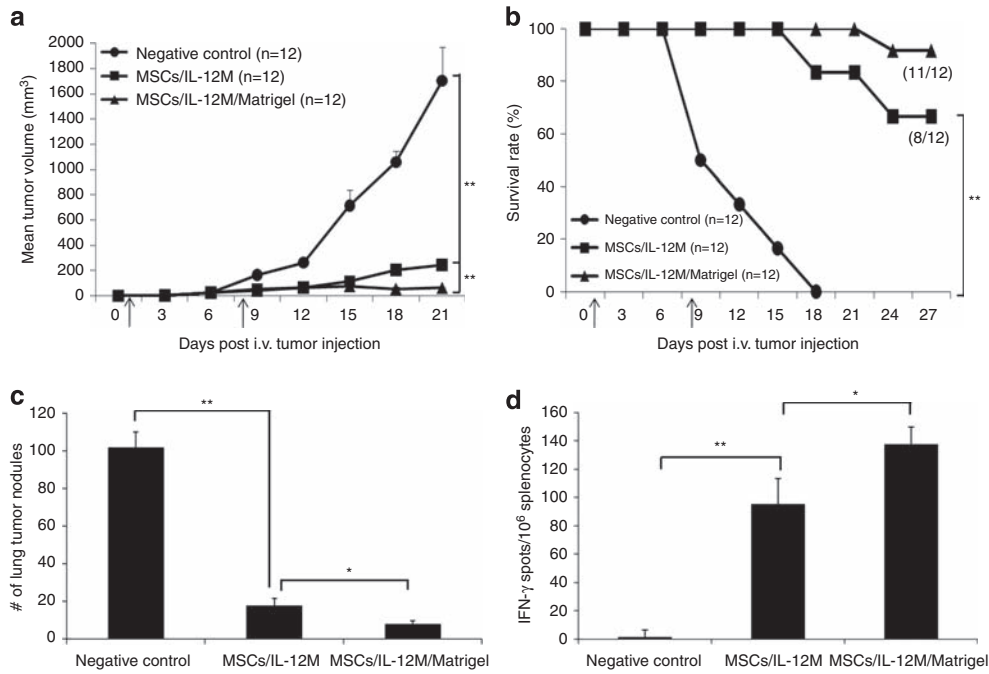 a
2000
1800
1600
1400
1200
1000
800
600
400
200
0
Mean tumor volume (mm³)
Negative control (n=12)
MSCs/IL-12M (n=12)
MSCs/IL-12M/Matrigel (n=12)
**
**
0 3 6 9 12 15 18 21
Days post i.v. tumor injection
b
100
80
60
40
20
0
Survival rate (%)
(11/12)
(8/12)
**
Negative control (n=12)
MSCs/IL-12M (n=12)
MSCs/IL-12M/Matrigel (n=12)
0 3 6 9 12 15 18 21 24 27
Days post i.v. tumor injection
c
120
100
80
60
40
20
0
# of lung tumor nodules
**
*
Negative control MSCs/IL-12M MSCs/IL-12M/Matrigel
d
160
140
120
100
80
60
40
20
0
IFN-γ spots/10⁶ splenocytes
**
*
Negative control MSCs/IL-12M MSCs/IL-12M/Matrigel